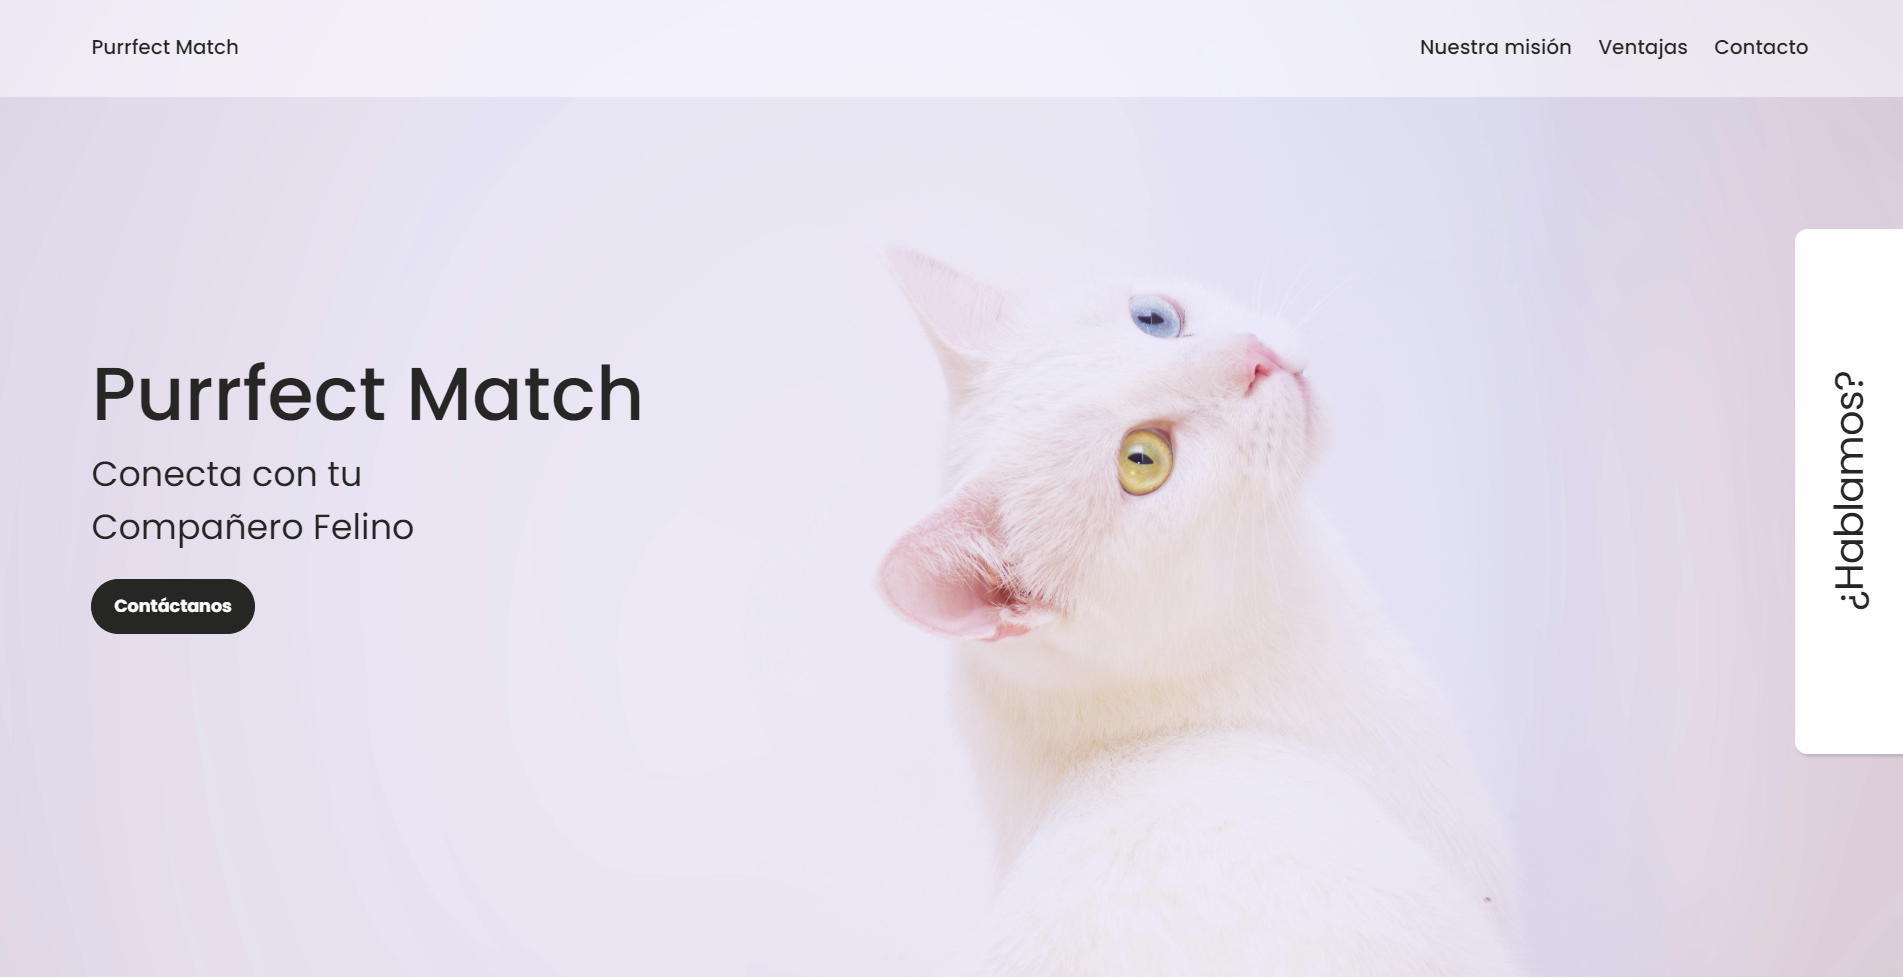 Purrfect Match
Nuestra misión
Ventajas
Contacto
Purrfect Match
Conecta con tu
Compañero Felino
Contáctanos
¿Hablamos?